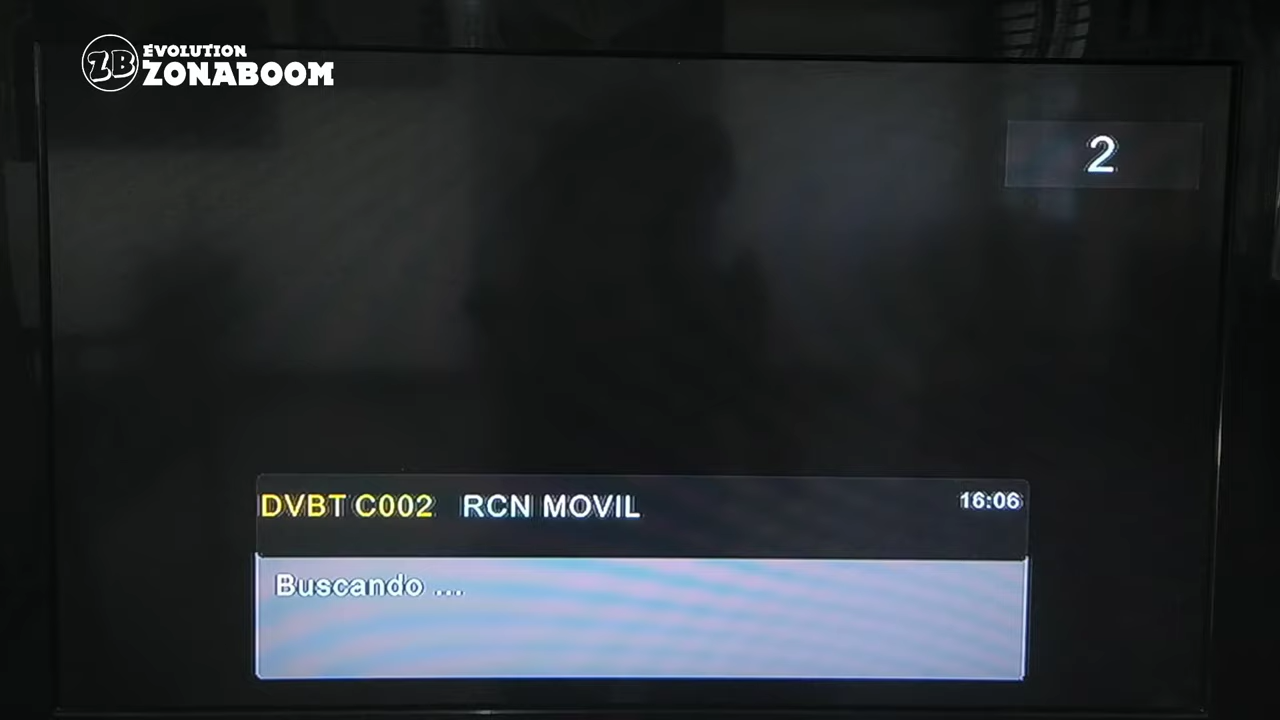 ZB EVOLUTION
ZONABOOM
2
DVBT C002 RCN MOVIL 16:06
Buscando ...